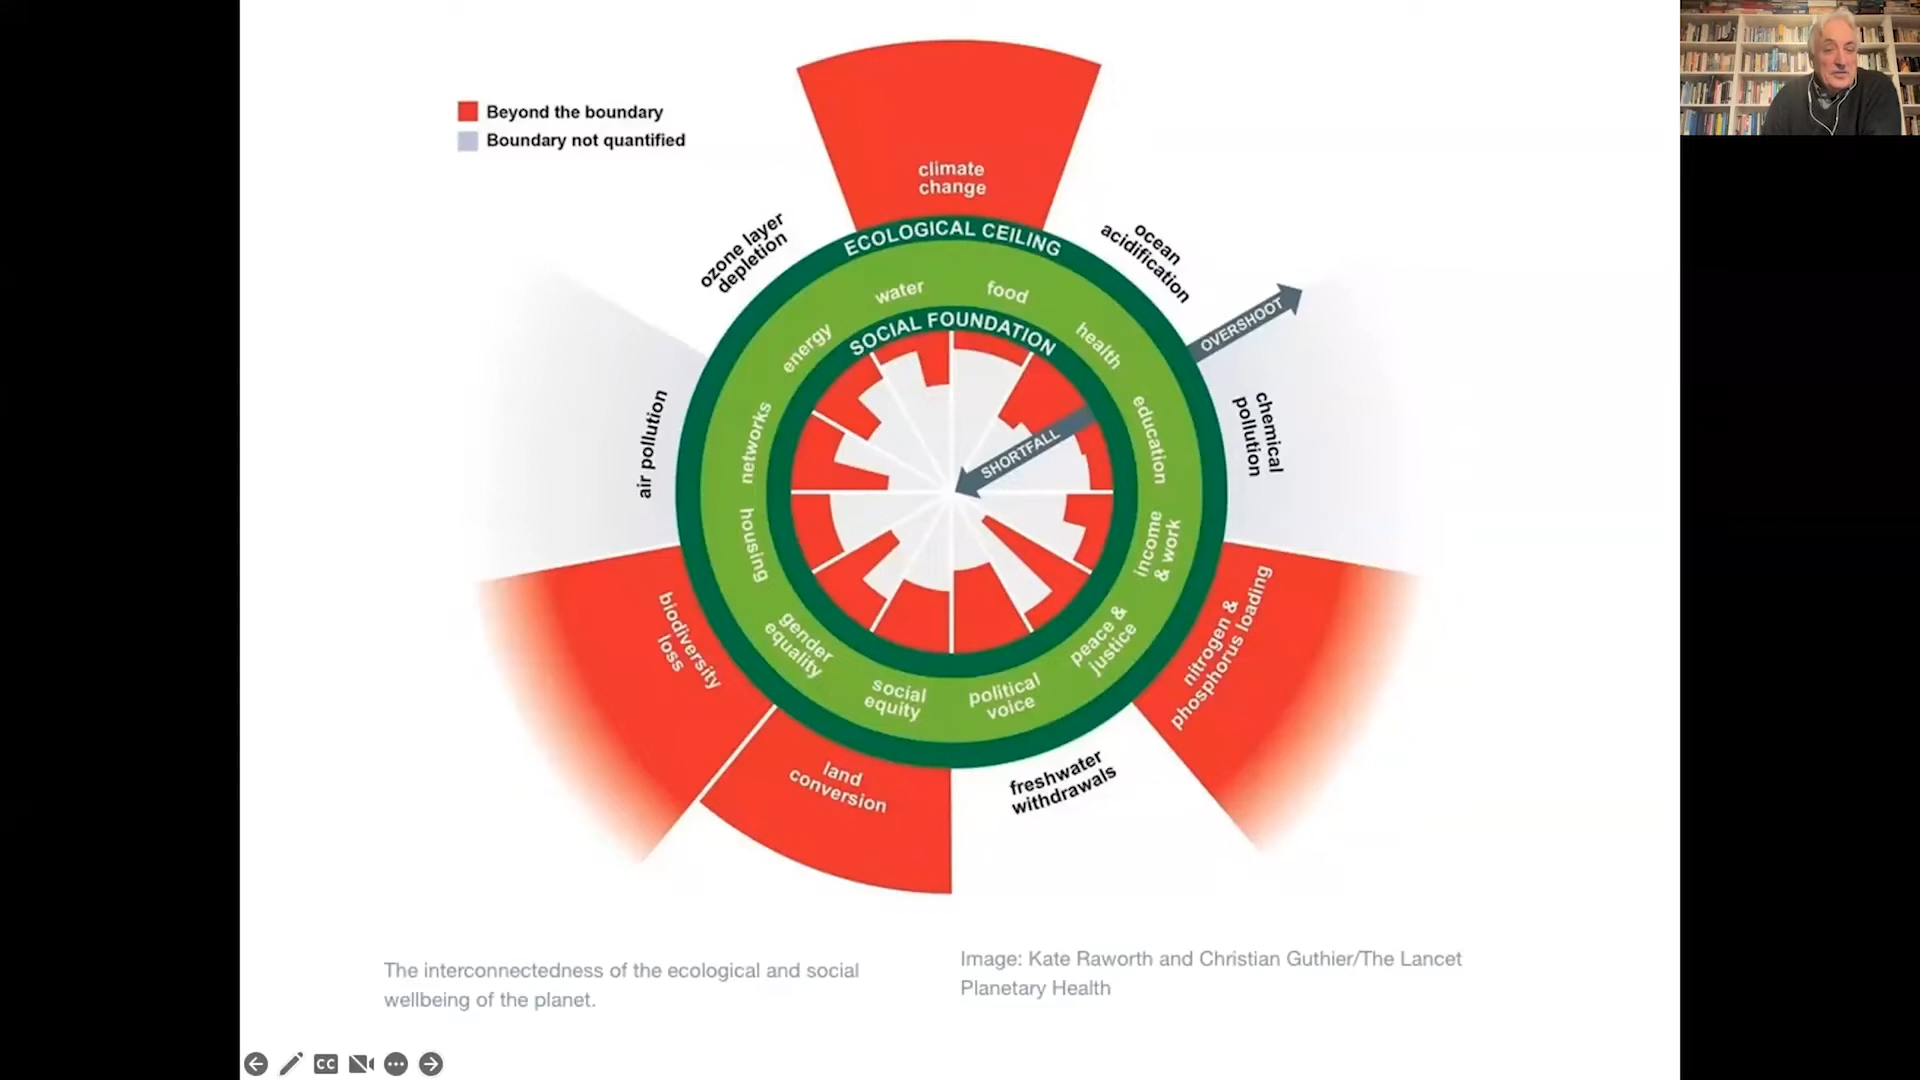 Beyond the boundary
Boundary not quantified
climate
change
ozone layer
depletion
ocean
acidification
ECOLOGICAL CEILING
OVERSHOOT
water
food
energy
health
SOCIAL FOUNDATION
networks
education
SHORTFALL
air pollution
chemical
pollution
housing
income
& work
biodiversity
loss
gender
equality
peace &
justice
nitrogen &
phosphorus loading
social
equity
political
voice
land
conversion
freshwater
withdrawals
The interconnectedness of the ecological and social
wellbeing of the planet.
Image: Kate Raworth and Christian Guthier/The Lancet
Planetary Health
CC